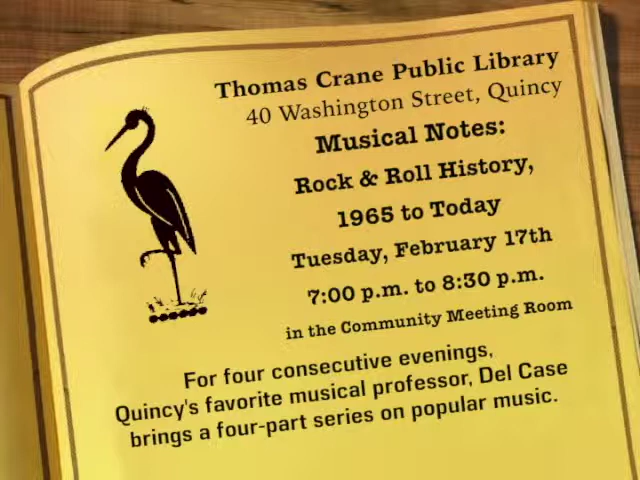 Thomas Crane Public Library
40 Washington Street, Quincy
Musical Notes:
Rock & Roll History,
1965 to Today
Tuesday, February 17th
7:00 p.m. to 8:30 p.m.
in the Community Meeting Room
For four consecutive evenings,
Quincy's favorite musical professor, Del Case
brings a four-part series on popular music.